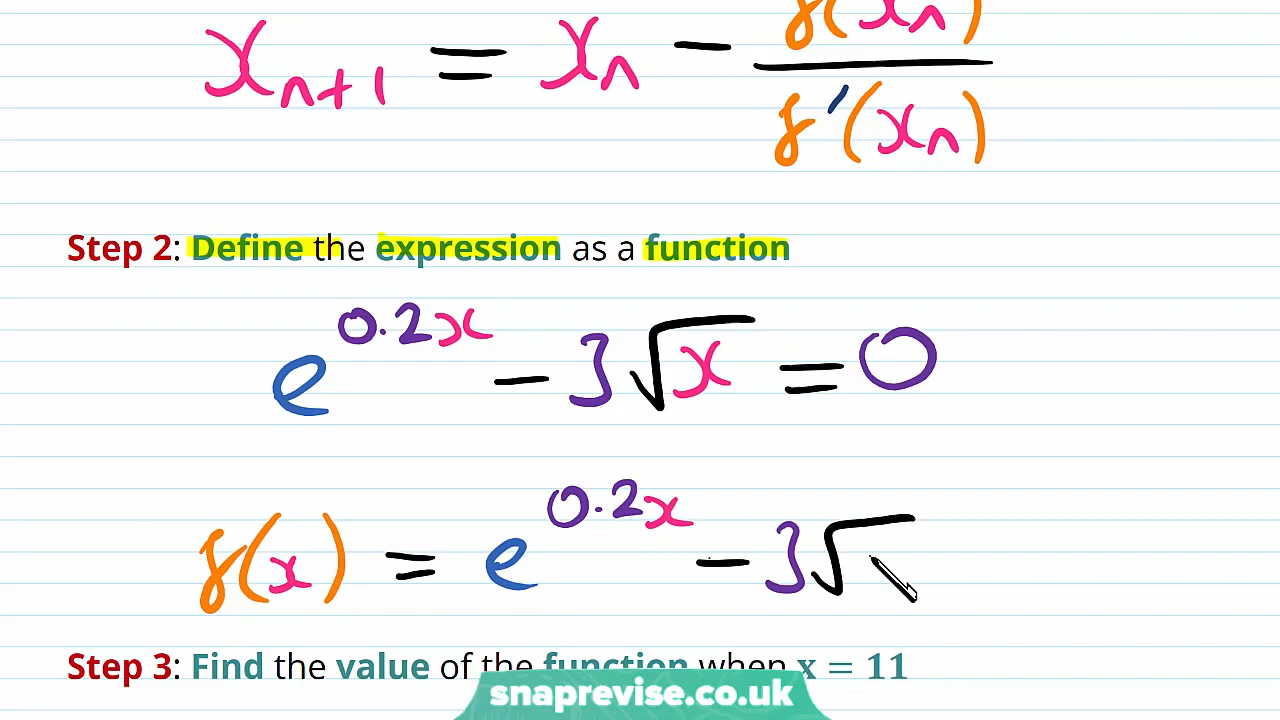 xₙ₊₁ = xₙ − f(xₙ) / f′(xₙ)
Step 2: Define the expression as a function
e^0.2x − 3√x = 0
f(x) = e^0.2x − 3√
Step 3: Find the value of the function when x = 11
snaprevise.co.uk